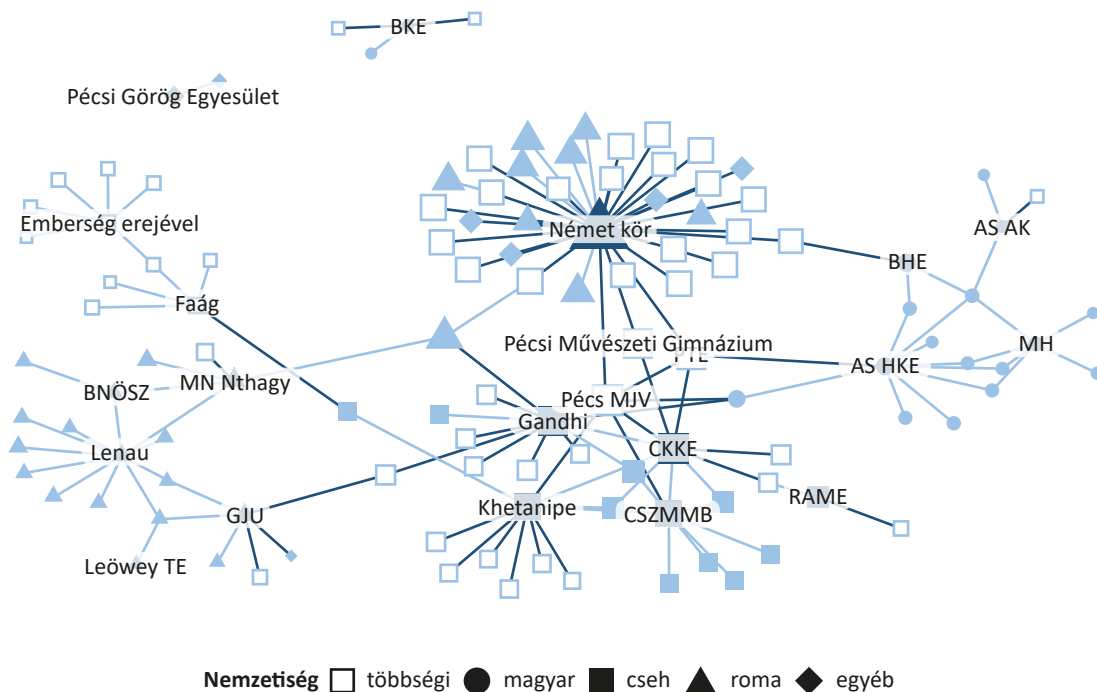 BKE
Pécsi Görög Egyesület
Emberség erejével
Német kör
AS AK
BHE
Faág
Pécsi Művészeti Gimnázium
PTE
MH
AS HKE
MN Nthagy
BNÖSZ
Pécs MJV
Gandhi
Lenau
CKKE
RAME
Khetanipe
CSZMMB
GJU
Leöwey TE
Nemzetiség többségi magyar cseh roma egyéb